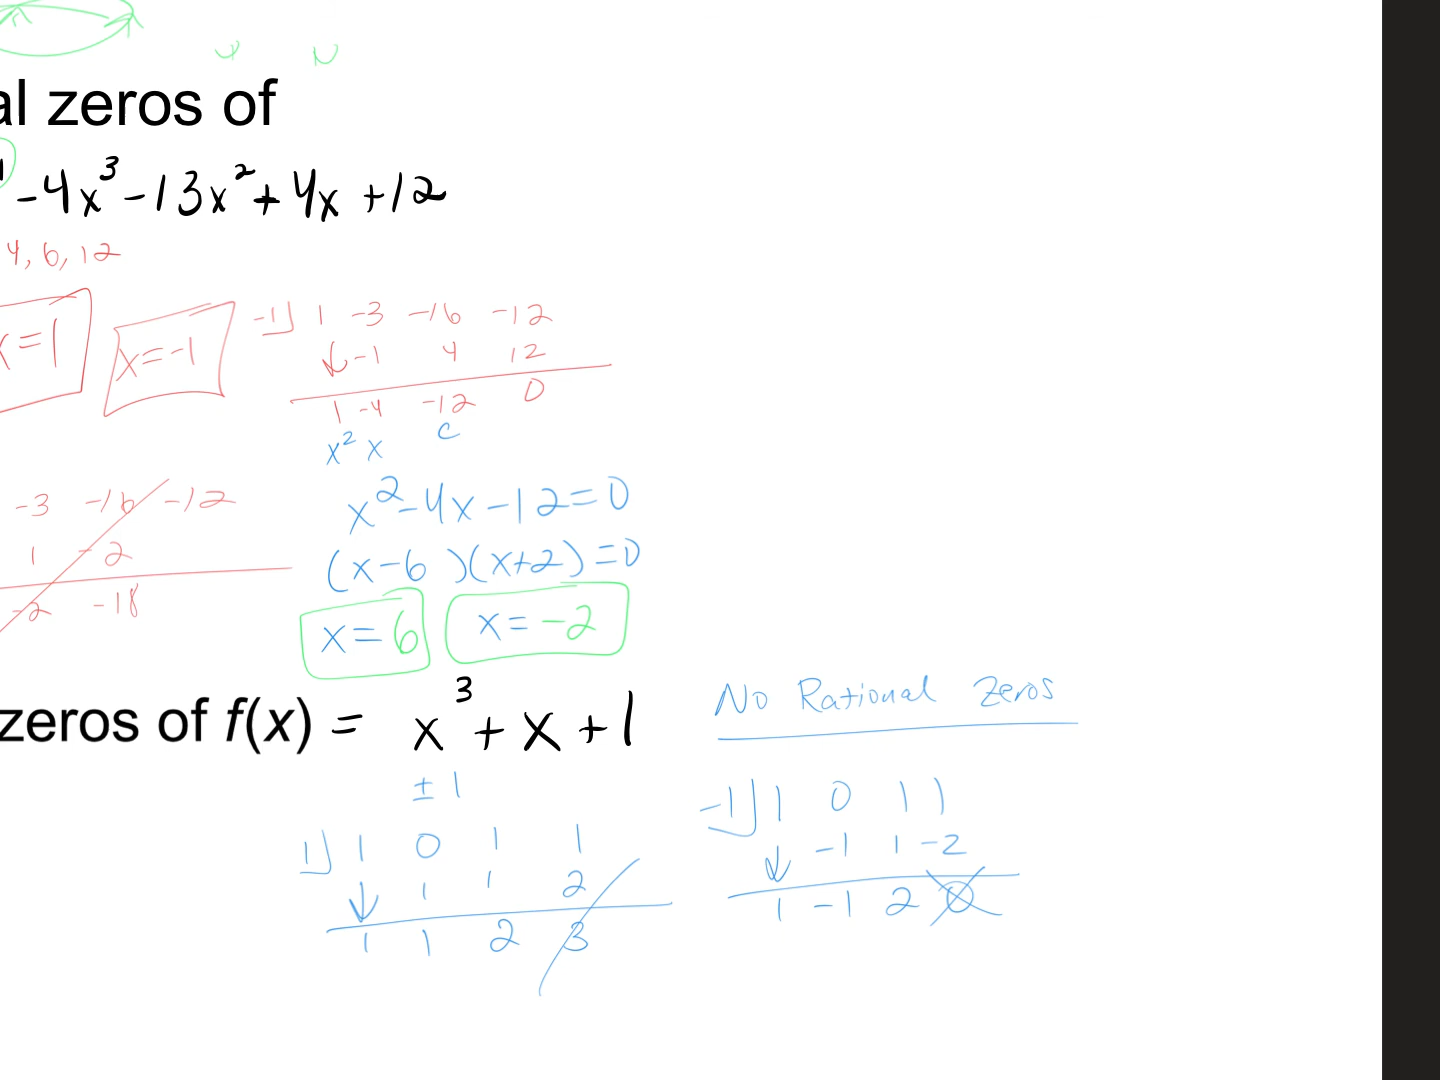 al zeros of
-4x³-13x²+4x+12
4, 6, 12
x=1 x=-1 -1 1 -3 -16 -12
-1 4 12
1 -4 -12 0
x² x c
-3 -16 -12
x²-4x-12=0
1 -2
(x-6)(x+2)=0
-2 -18
x=6 x=-2
zeros of f(x) = x³+x+1
No Rational Zeros
±1
1 1 0 1 1
1 1 2
1 1 2 3
-1 1 0 1 1
-1 1 -2
1 -1 2 0